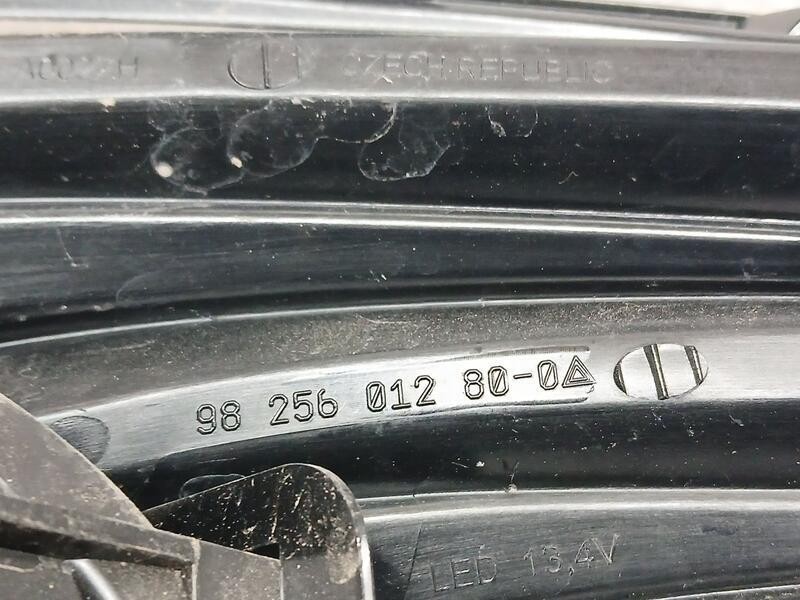 CZECH REPUBLIC
98 256 012 80-0
LED 13,4V